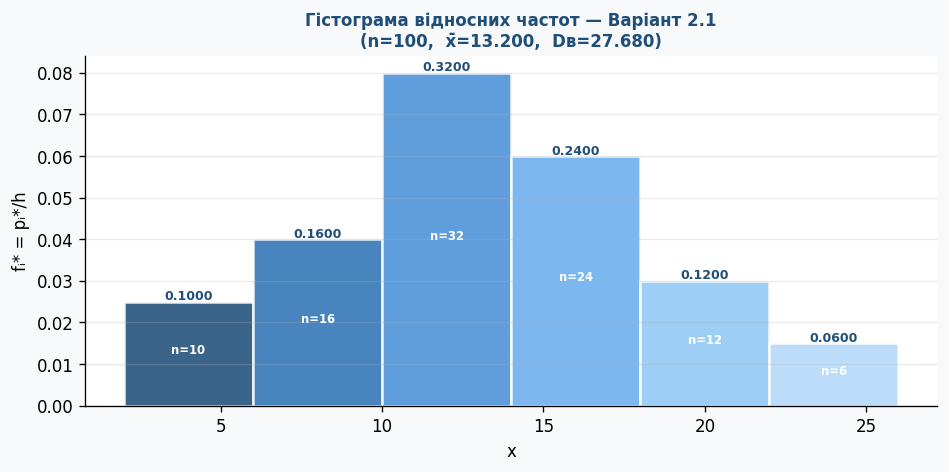 Гістограма відносних частот — Варіант 2.1
(n=100,  x̄=13.200,  Dв=27.680)
fᵢ* = pᵢ*/h
0.08
0.07
0.06
0.05
0.04
0.03
0.02
0.01
0.00
0.1000
n=10
0.1600
n=16
0.3200
n=32
0.2400
n=24
0.1200
n=12
0.0600
n=6
5
10
15
20
25
x